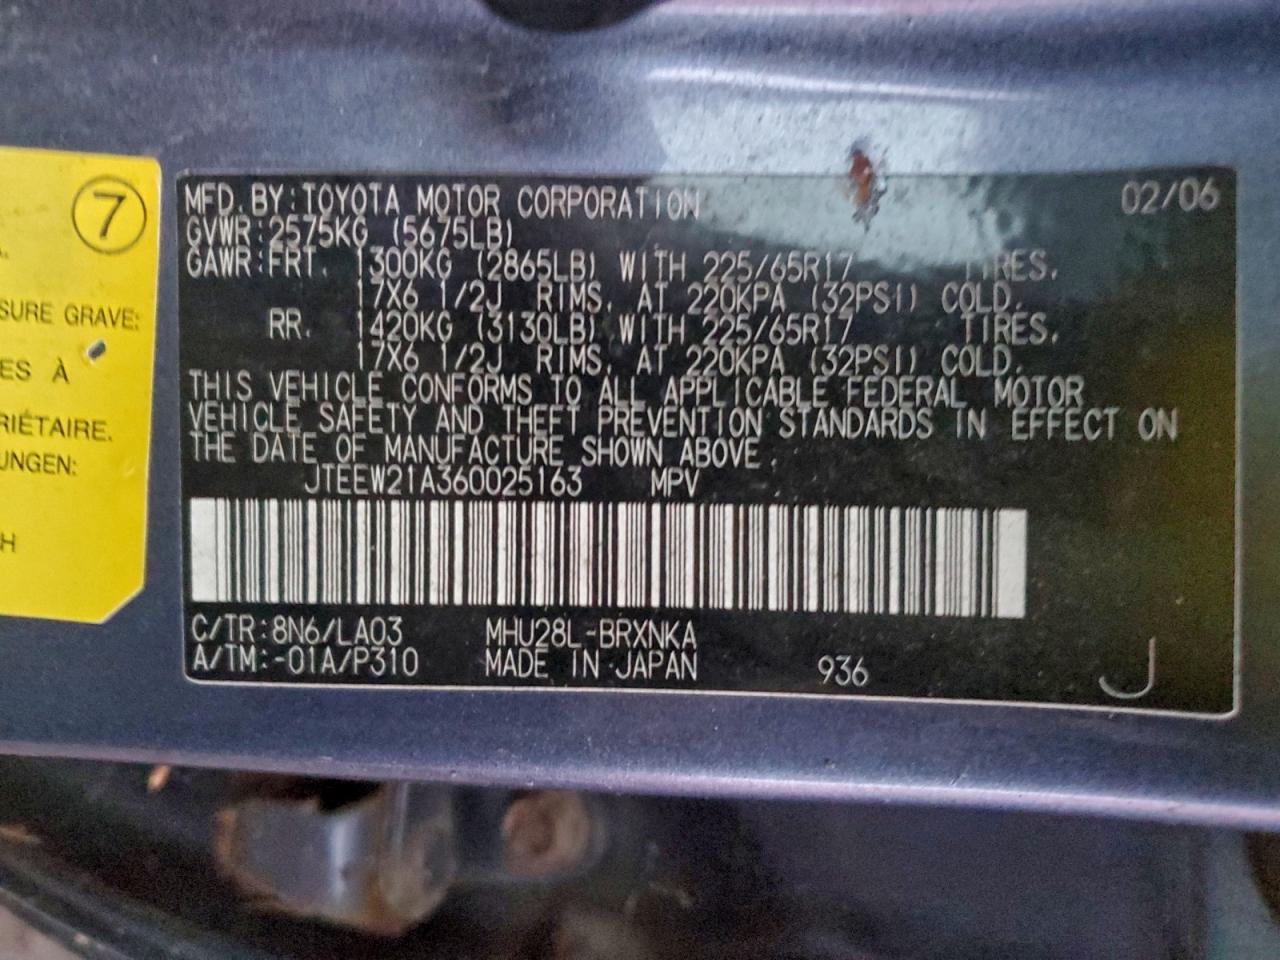 7
SURE GRAVE:
ES À
RIÉTAIRE.
UNGEN:
H
MFD. BY: TOYOTA MOTOR CORPORATION 02/06
GVWR: 2575KG (5675LB)
GAWR: FRT. 1300KG (2865LB) WITH 225/65R17 TIRES.
17X6 1/2J RIMS. AT 220KPA (32PSI) COLD.
RR. 1420KG (3130LB) WITH 225/65R17 TIRES.
17X6 1/2J RIMS. AT 220KPA (32PSI) COLD.
THIS VEHICLE CONFORMS TO ALL APPLICABLE FEDERAL MOTOR
VEHICLE SAFETY AND THEFT PREVENTION STANDARDS IN EFFECT ON
THE DATE OF MANUFACTURE SHOWN ABOVE.
JTEEW21A360025163 MPV
C/TR: 8N6/LA03 MHU28L-BRXNKA
A/TM: -01A/P310 MADE IN JAPAN 936 J